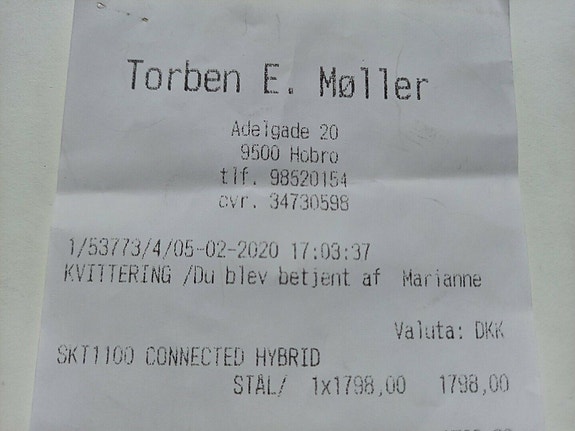 Torben E. Møller
Adelgade 20
9500 Hobro
tlf. 98520154
cvr. 34730598
1/53773/4/05-02-2020 17:03:37
KVITTERING /Du blev betjent af Marianne
Valuta: DKK
SKT1100 CONNECTED HYBRID
STÅL/ 1x1798,00 1798,00